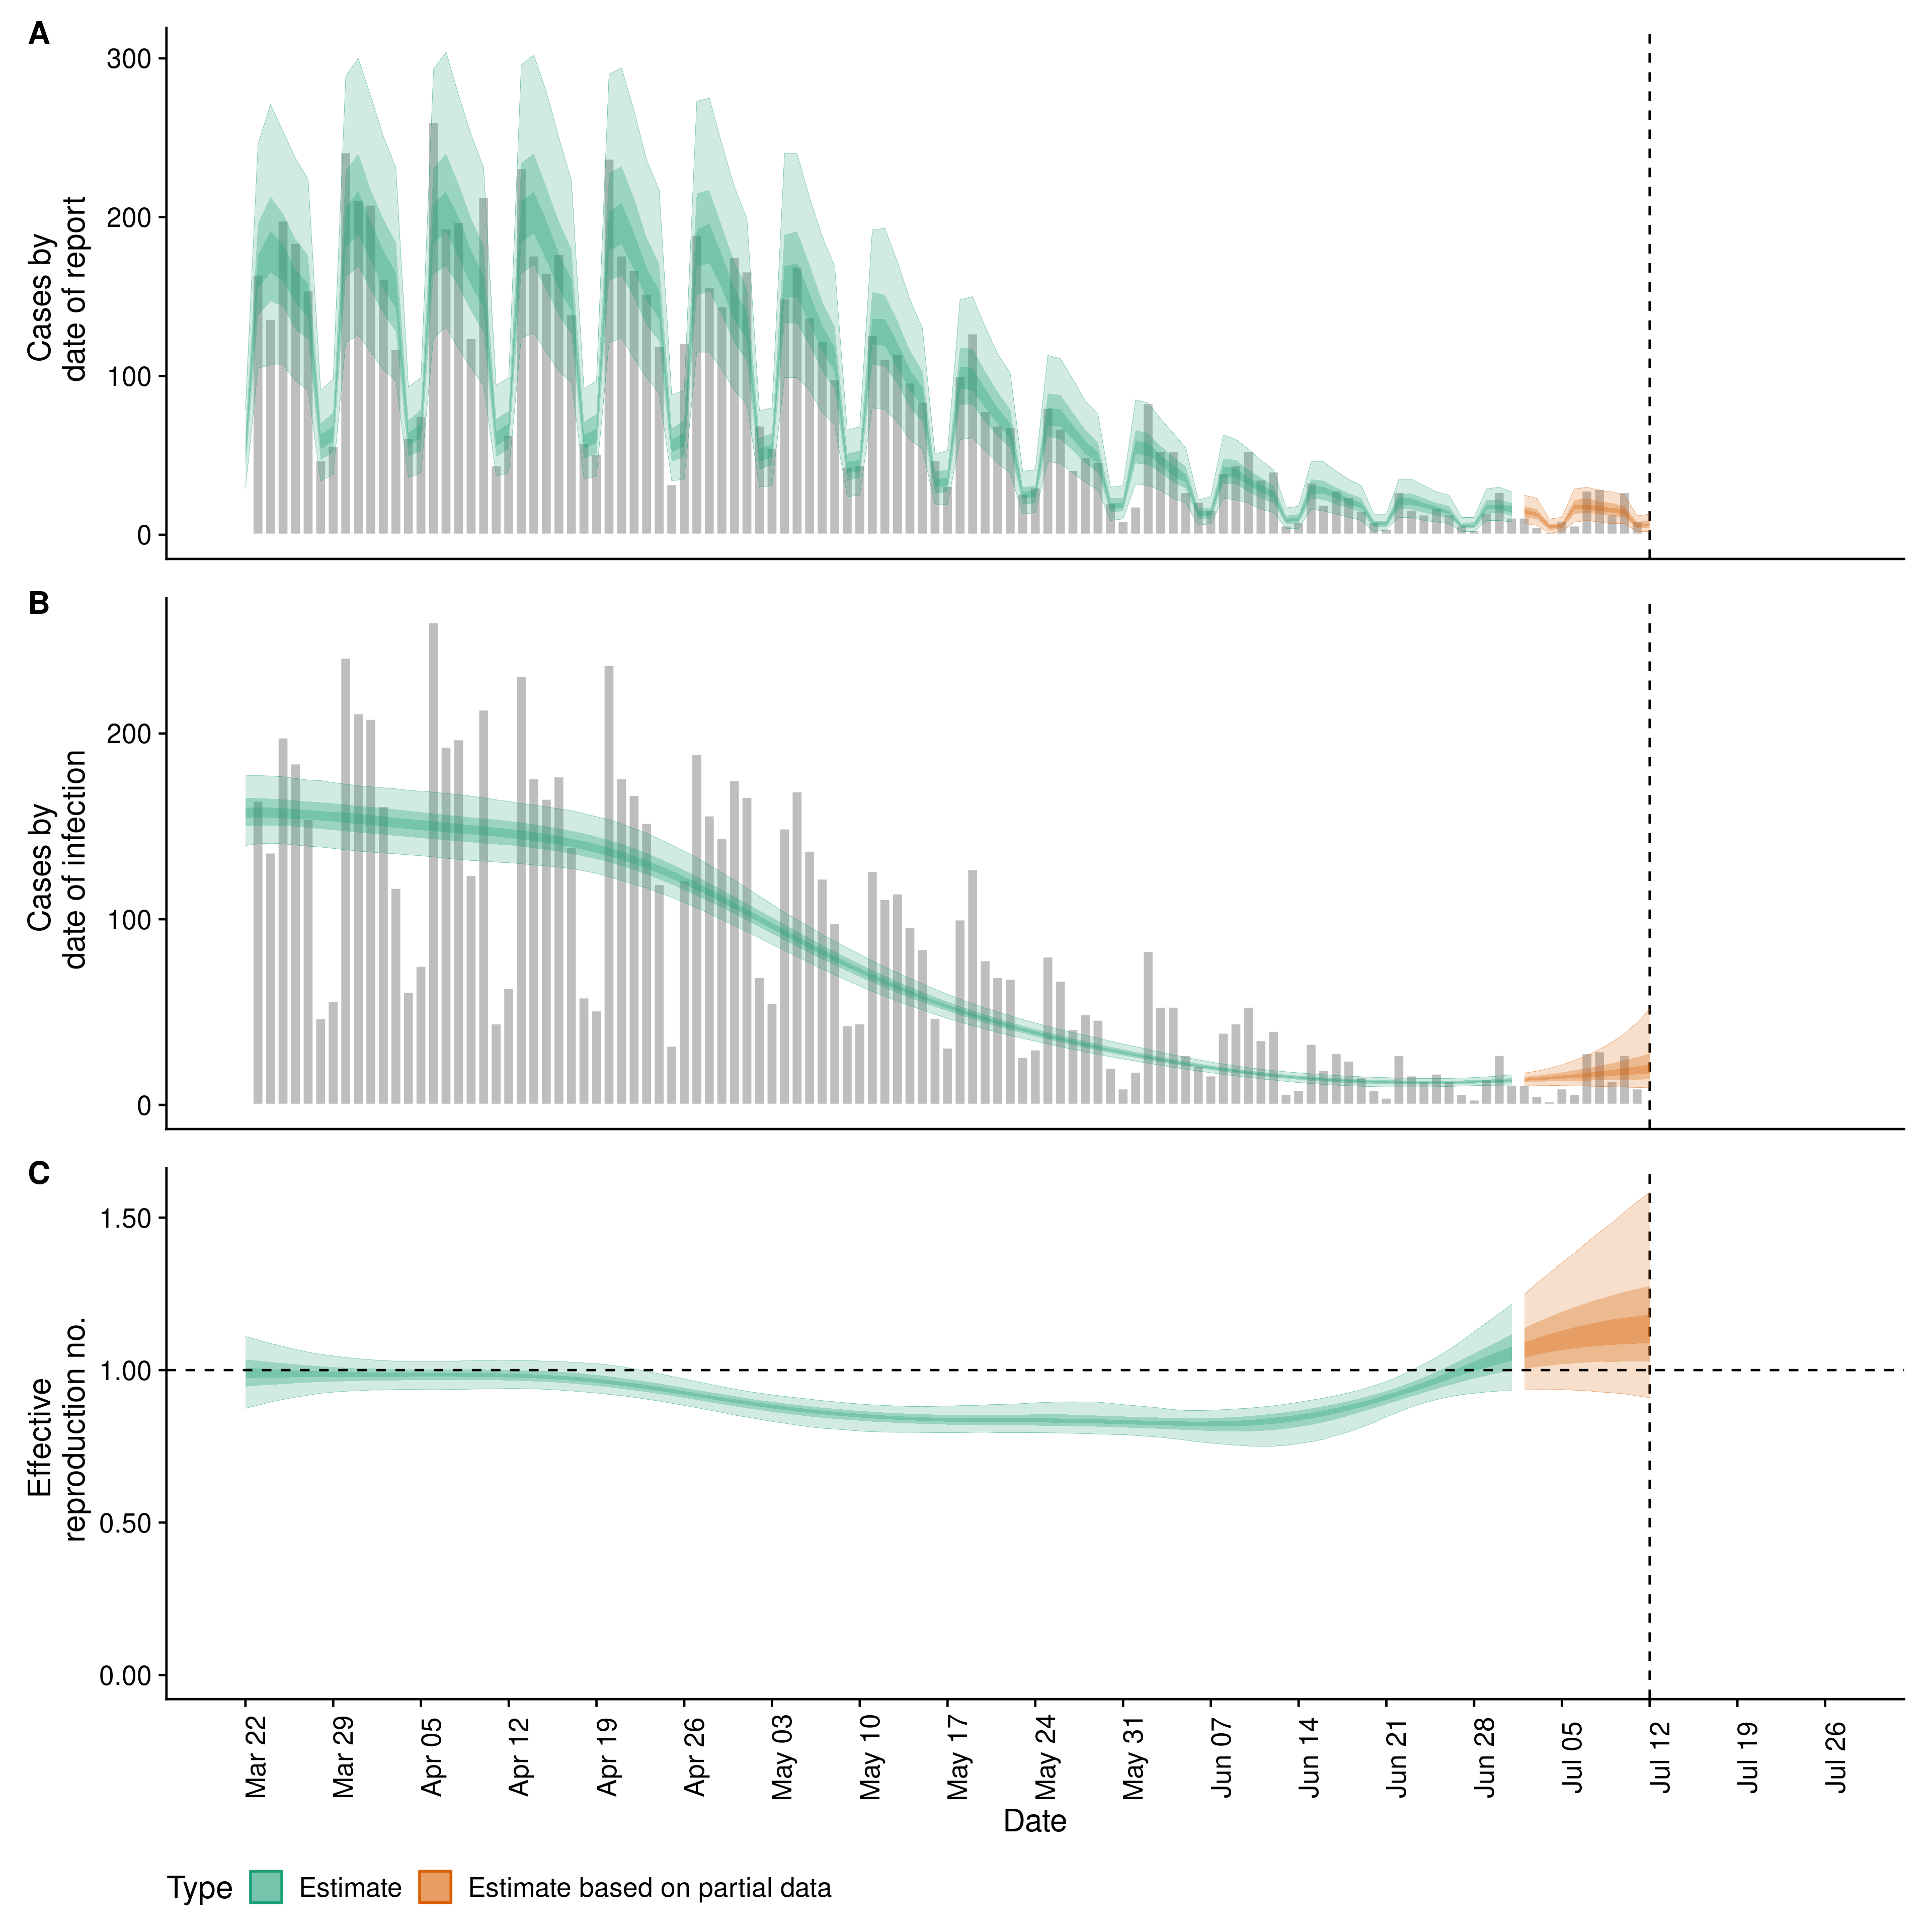 A
300
200
100
0
Cases by
date of report
B
200
100
0
Cases by
date of infection
C
1.50
1.00
0.50
0.00
Effective
reproduction no.
Mar 22
Mar 29
Apr 05
Apr 12
Apr 19
Apr 26
May 03
May 10
May 17
May 24
May 31
Jun 07
Jun 14
Jun 21
Jun 28
Jul 05
Jul 12
Jul 19
Jul 26
Date
Type Estimate Estimate based on partial data